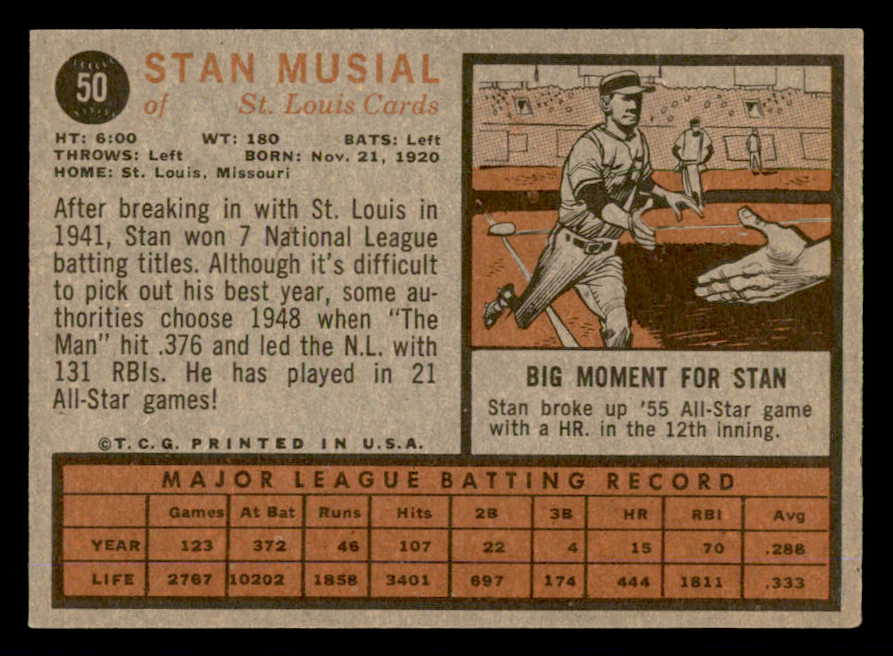 50
STAN MUSIAL
of St. Louis Cards
HT: 6:00 WT: 180 BATS: Left
THROWS: Left BORN: Nov. 21, 1920
HOME: St. Louis, Missouri
After breaking in with St. Louis in
1941, Stan won 7 National League
batting titles. Although it's difficult
to pick out his best year, some au-
thorities choose 1948 when "The
Man" hit .376 and led the N.L. with
131 RBIs. He has played in 21
All-Star games!
©T.C.G. PRINTED IN U.S.A.
BIG MOMENT FOR STAN
Stan broke up '55 All-Star game
with a HR. in the 12th inning.
MAJOR LEAGUE BATTING RECORD
Games At Bat Runs Hits 2B 3B HR RBI Avg
YEAR 123 372 46 107 22 4 15 70 .288
LIFE 2767 10202 1858 3401 697 174 444 1811 .333